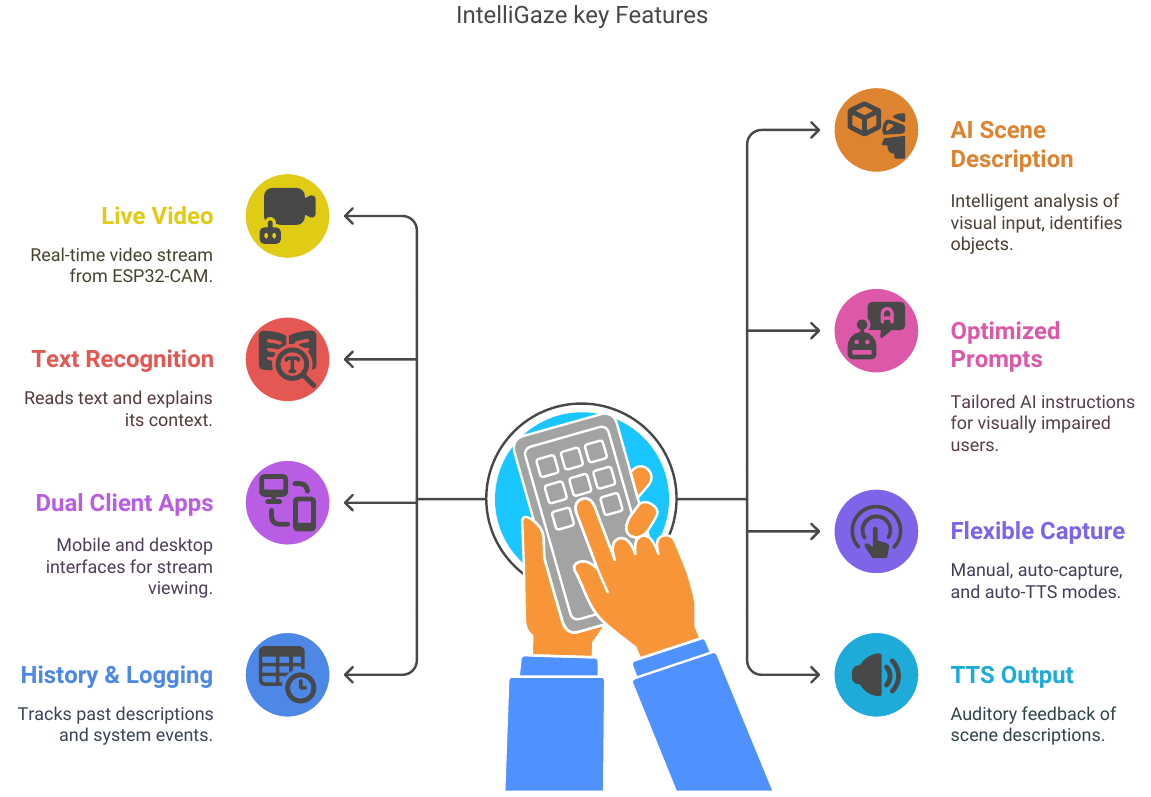 IntelliGaze key Features
Live Video
Real-time video stream
from ESP32-CAM.
Text Recognition
Reads text and explains
its context.
Dual Client Apps
Mobile and desktop
interfaces for stream
viewing.
History & Logging
Tracks past descriptions
and system events.
AI Scene
Description
Intelligent analysis of
visual input, identifies
objects.
Optimized
Prompts
Tailored AI instructions
for visually impaired
users.
Flexible Capture
Manual, auto-capture,
and auto-TTS modes.
TTS Output
Auditory feedback of
scene descriptions.